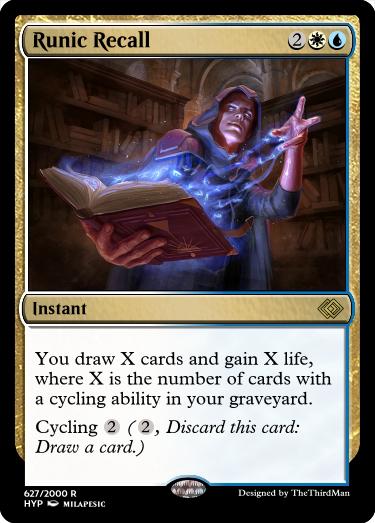 Runic Recall 2
Instant
You draw X cards and gain X life,
where X is the number of cards with
a cycling ability in your graveyard.
Cycling 2 (2, Discard this card:
Draw a card.)
627/2000 R
HYP MILAPESIC Designed by TheThirdMan